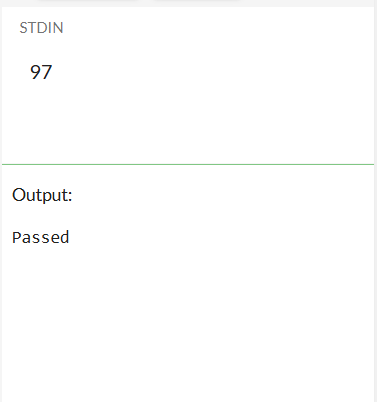 STDIN
97
Output:
Passed